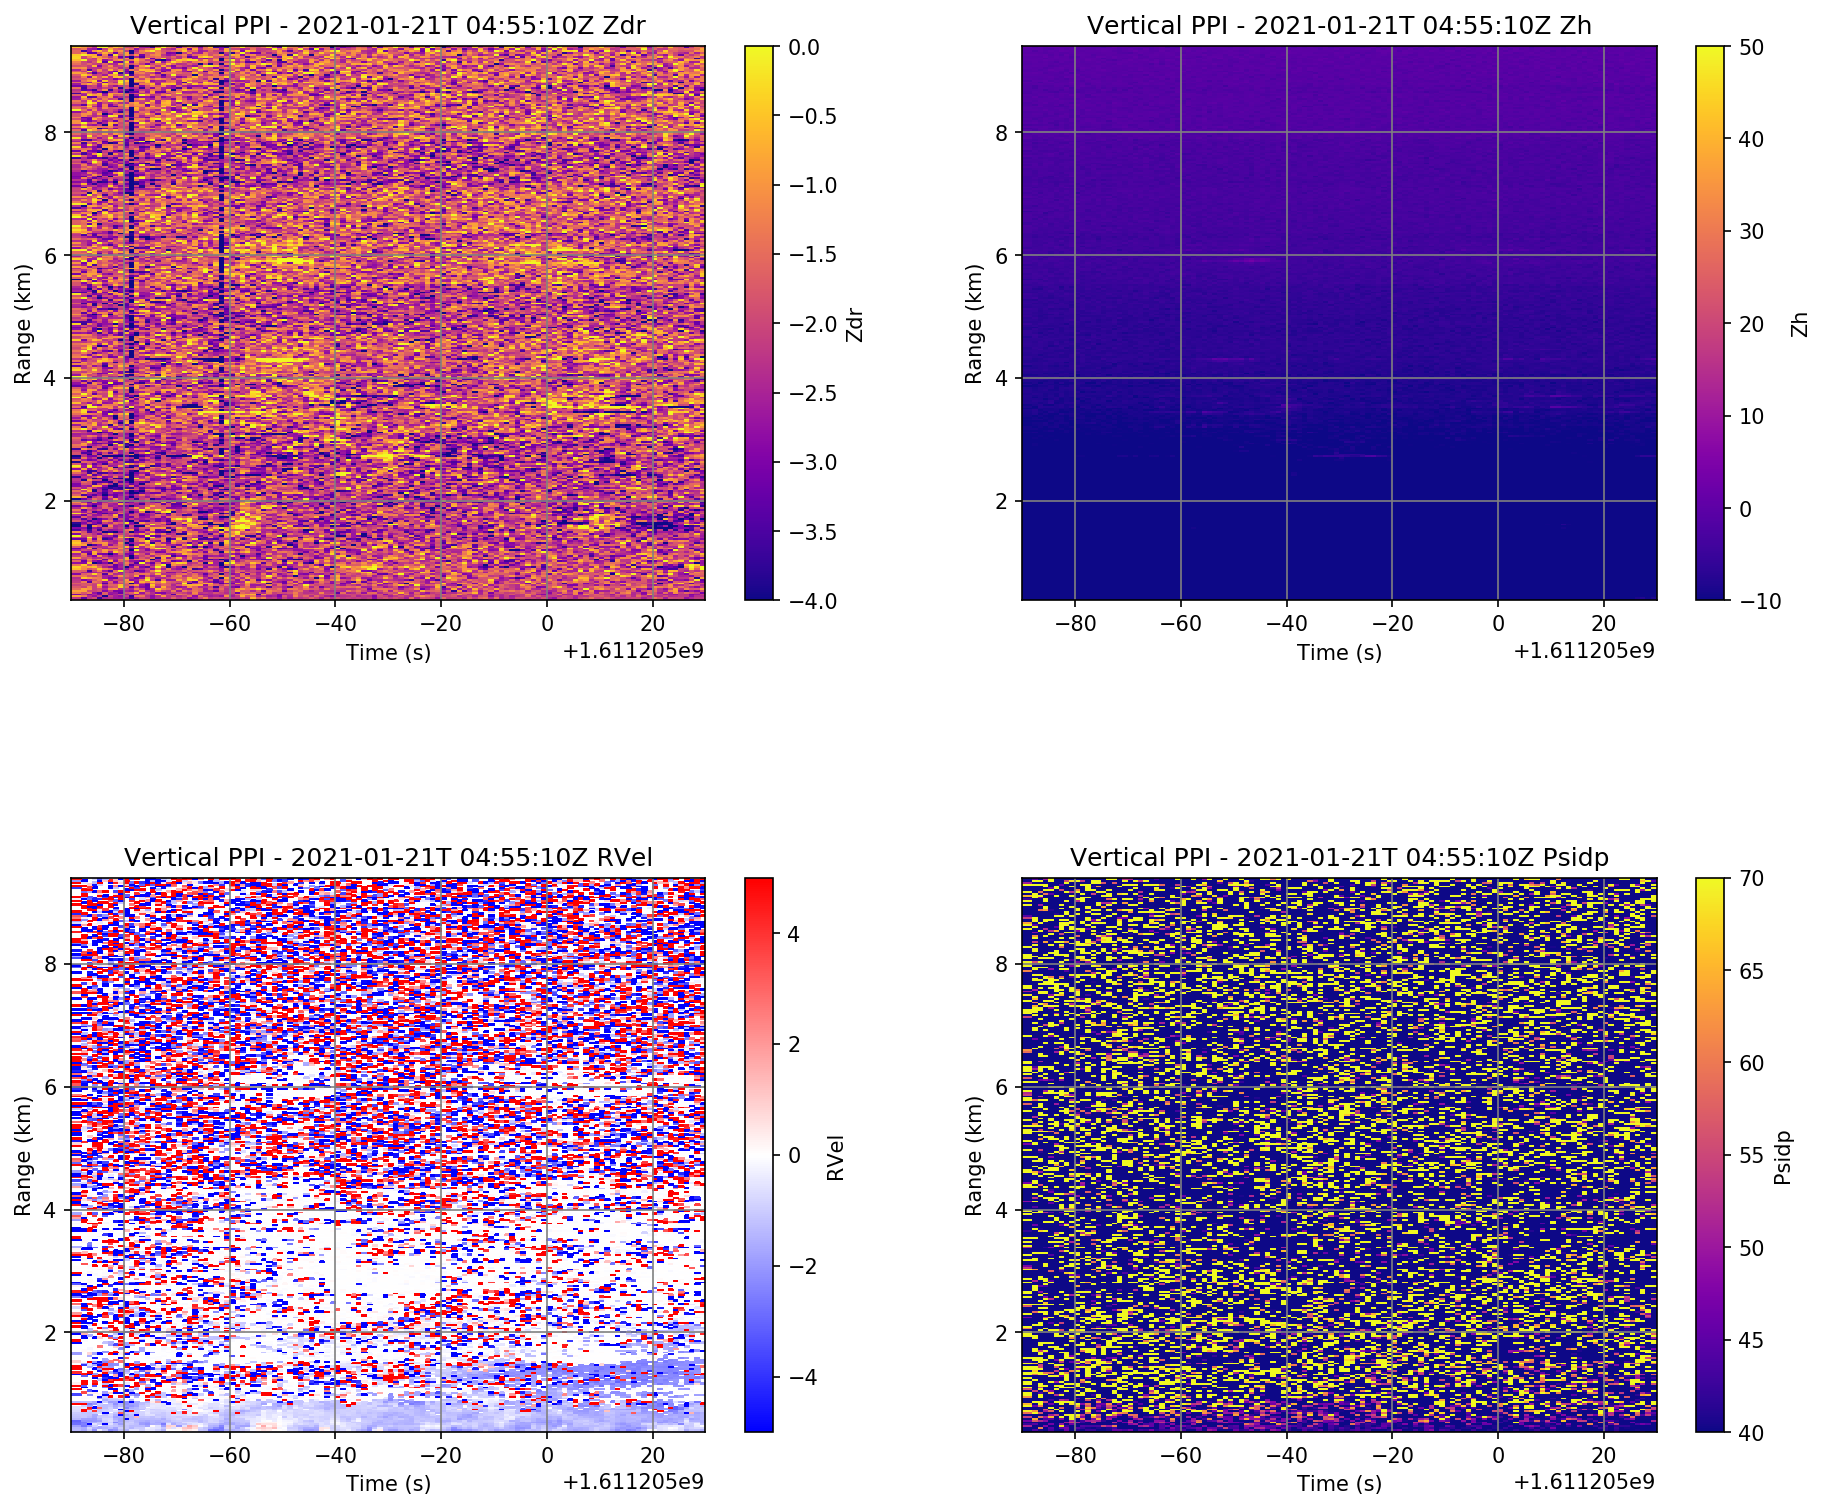 Vertical PPI - 2021-01-21T 04:55:10Z Zdr
Range (km)
8
6
4
2
−80 −60 −40 −20 0 20
Time (s)
+1.611205e9
0.0
−0.5
−1.0
−1.5
−2.0
−2.5
−3.0
−3.5
−4.0
Zdr
Vertical PPI - 2021-01-21T 04:55:10Z Zh
Range (km)
8
6
4
2
−80 −60 −40 −20 0 20
Time (s)
+1.611205e9
50
40
30
20
10
0
−10
Zh
Vertical PPI - 2021-01-21T 04:55:10Z RVel
Range (km)
8
6
4
2
−80 −60 −40 −20 0 20
Time (s)
+1.611205e9
4
2
0
−2
−4
RVel
Vertical PPI - 2021-01-21T 04:55:10Z Psidp
Range (km)
8
6
4
2
−80 −60 −40 −20 0 20
Time (s)
+1.611205e9
70
65
60
55
50
45
40
Psidp